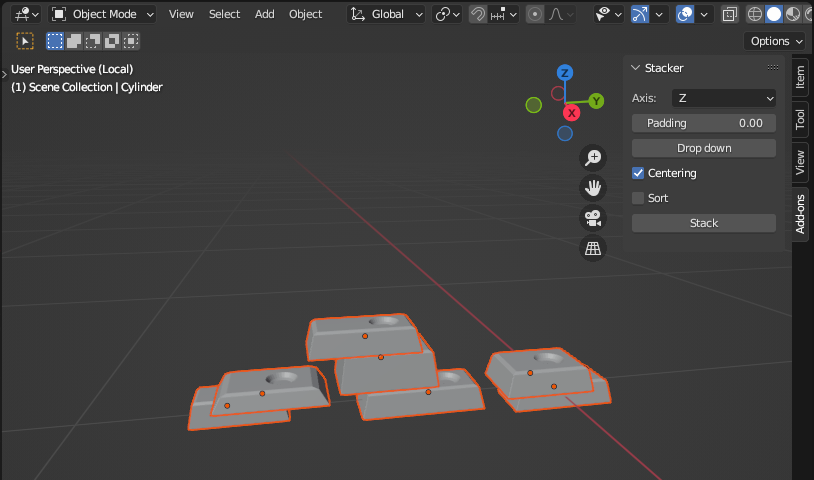 Object Mode View Select Add Object Global
Options
User Perspective (Local)
(1) Scene Collection | Cylinder
Z
Y
X
Stacker
Axis: Z
Padding 0.00
Drop down
Centering
Sort
Stack
Item
Tool
View
Add-ons